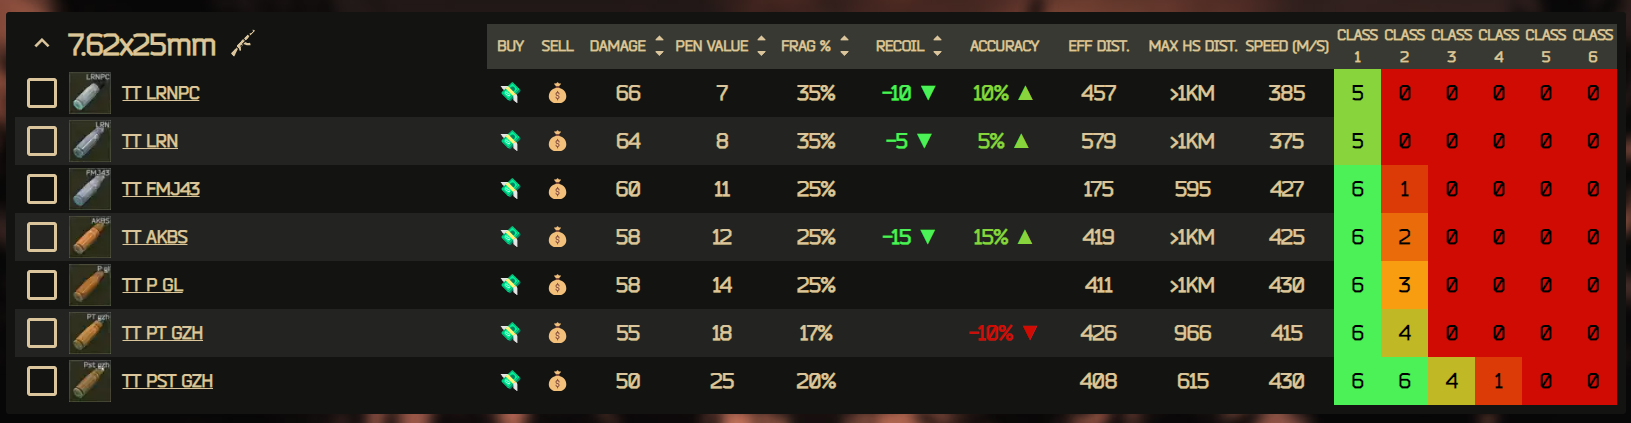 7.62x25mm BUY SELL DAMAGE PEN VALUE FRAG % RECOIL ACCURACY EFF DIST. MAX HS DIST. SPEED (M/S) CLASS 1 CLASS 2 CLASS 3 CLASS 4 CLASS 5 CLASS 6
LRNPC TT LRNPC 66 7 35% -10 ▼ 10% ▲ 457 >1KM 385 5 0 0 0 0 0
LRN TT LRN 64 8 35% -5 ▼ 5% ▲ 579 >1KM 375 5 0 0 0 0 0
FMJ43 TT FMJ43 60 11 25% 175 595 427 6 1 0 0 0 0
AKBS TT AKBS 58 12 25% -15 ▼ 15% ▲ 419 >1KM 425 6 2 0 0 0 0
P gl TT P GL 58 14 25% 411 >1KM 430 6 3 0 0 0 0
PT gzh TT PT GZH 55 18 17% -10% ▼ 426 966 415 6 4 0 0 0 0
Pst gzh TT PST GZH 50 25 20% 408 615 430 6 6 4 1 0 0